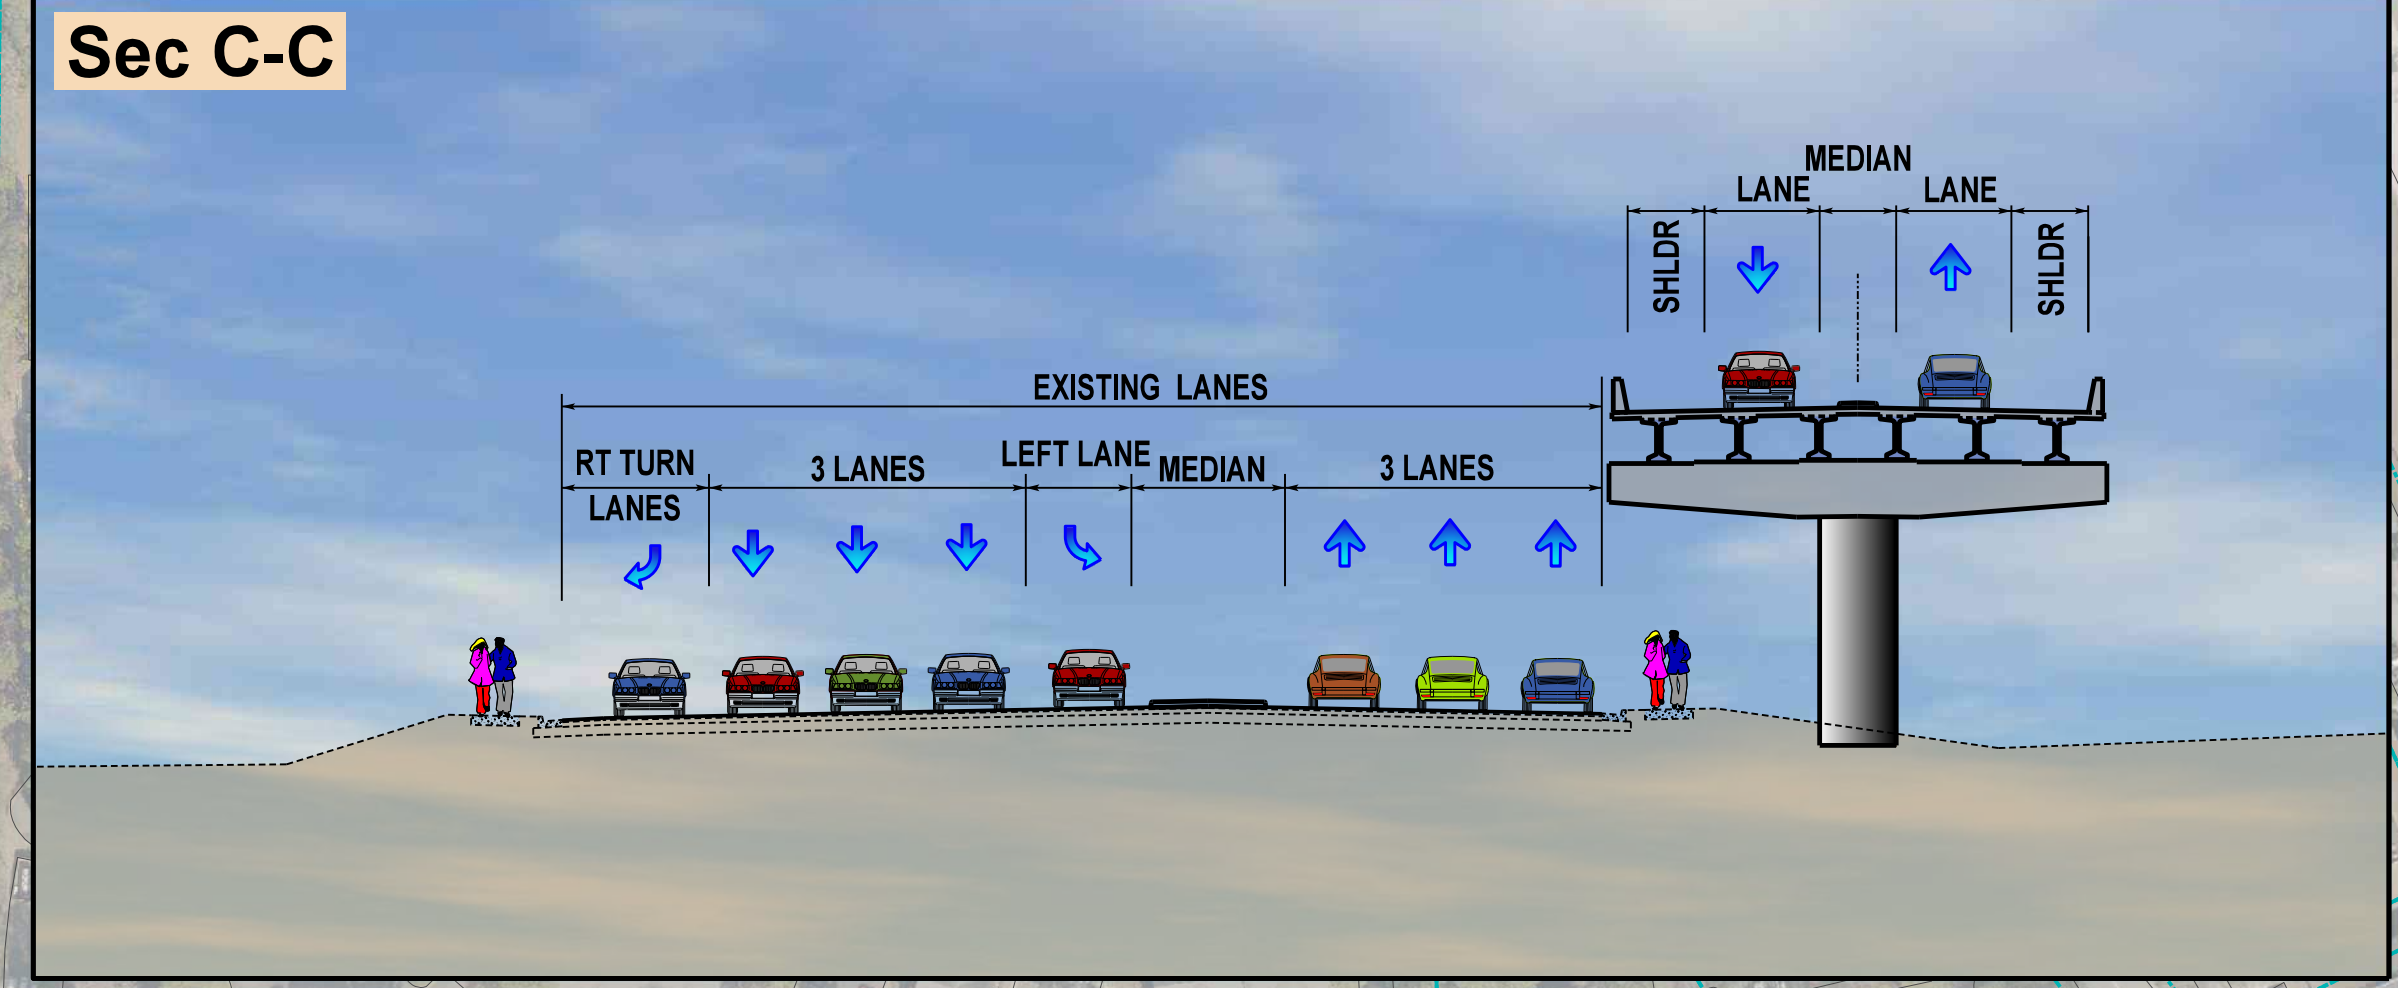 Sec C-C
MEDIAN
LANE
LANE
SHLDR
SHLDR
EXISTING LANES
RT TURN
LANES
3 LANES
LEFT LANE
MEDIAN
3 LANES